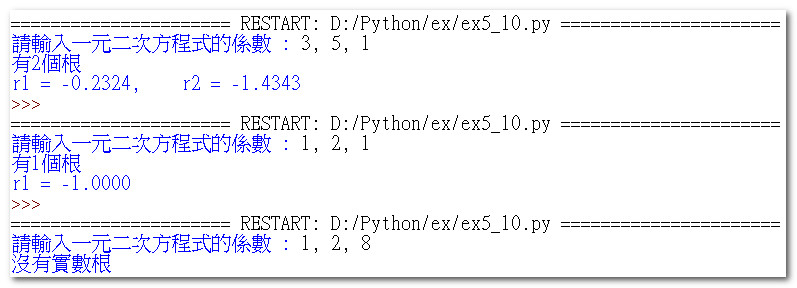 ====================== RESTART: D:/Python/ex/ex5_10.py ======================
請輸入一元二次方程式的係數 : 3, 5, 1
有2個根
r1 = -0.2324,    r2 = -1.4343
>>>
====================== RESTART: D:/Python/ex/ex5_10.py ======================
請輸入一元二次方程式的係數 : 1, 2, 1
有1個根
r1 = -1.0000
>>>
====================== RESTART: D:/Python/ex/ex5_10.py ======================
請輸入一元二次方程式的係數 : 1, 2, 8
沒有實數根